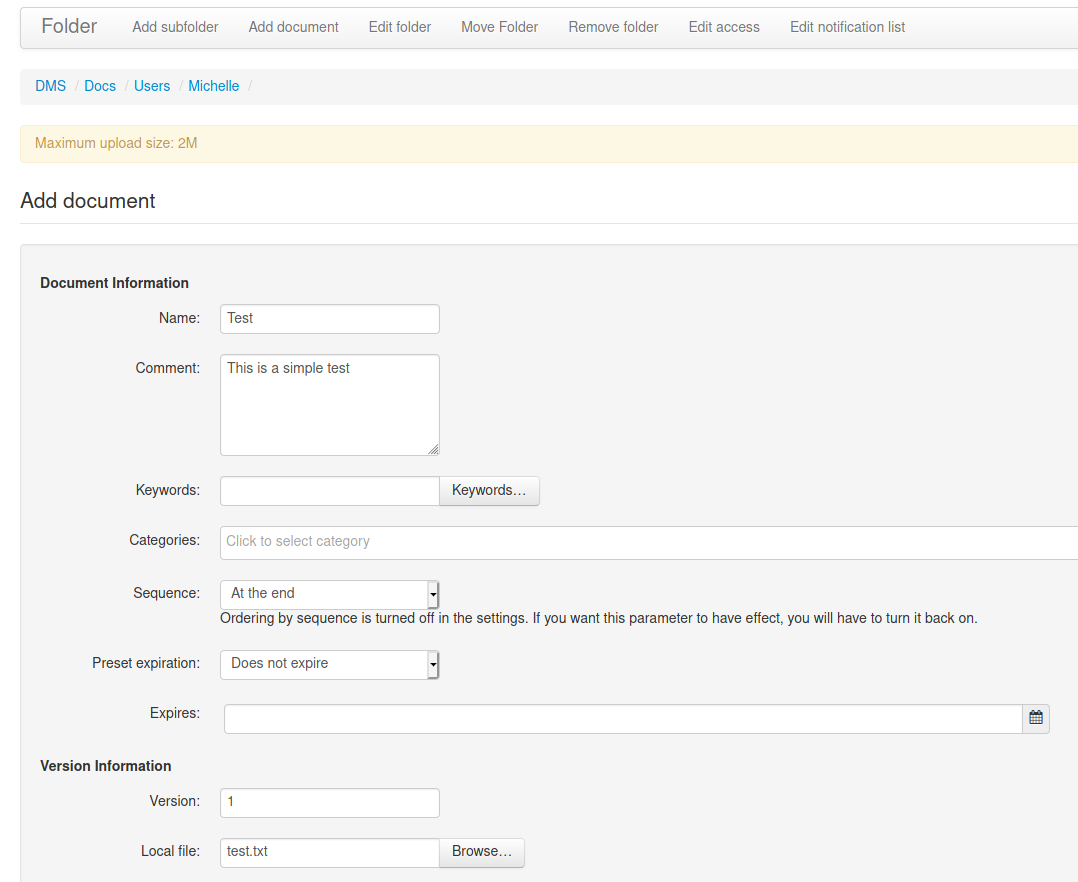 Folder Add subfolder Add document Edit folder Move Folder Remove folder Edit access Edit notification list
DMS / Docs / Users / Michelle /
Maximum upload size: 2M
Add document
Document Information
Name: Test
Comment: This is a simple test
Keywords: Keywords…
Categories: Click to select category
Sequence: At the end
Ordering by sequence is turned off in the settings. If you want this parameter to have effect, you will have to turn it back on.
Preset expiration: Does not expire
Expires:
Version Information
Version: 1
Local file: test.txt Browse…